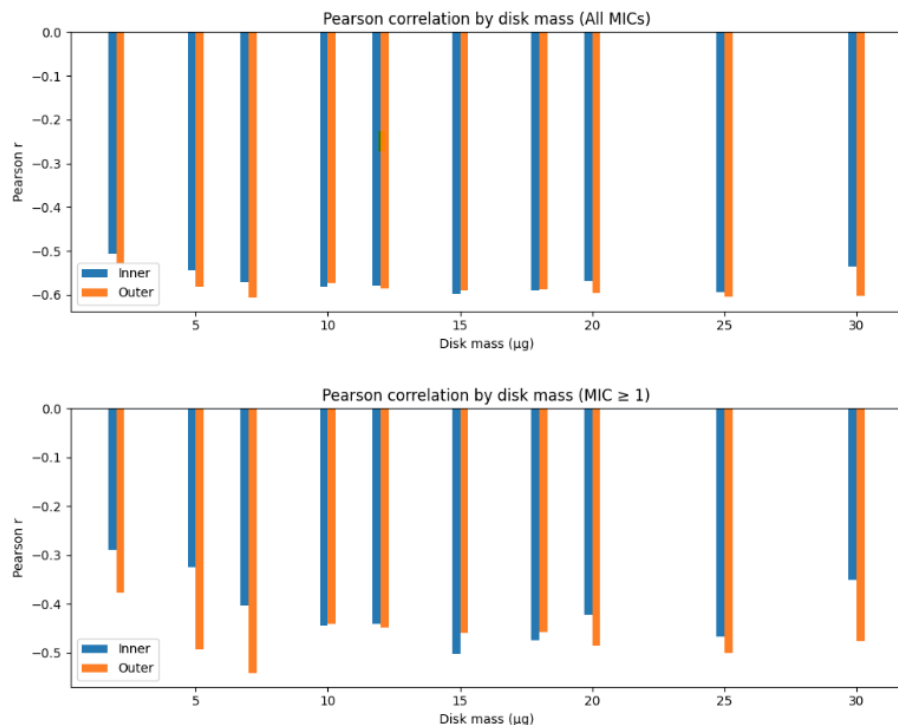 Pearson correlation by disk mass (All MICs)
0.0
−0.1
−0.2
−0.3
−0.4
−0.5
−0.6
Pearson r
Inner
Outer
5 10 15 20 25 30
Disk mass (µg)
Pearson correlation by disk mass (MIC ≥ 1)
0.0
−0.1
−0.2
−0.3
−0.4
−0.5
Pearson r
Inner
Outer
5 10 15 20 25 30
Disk mass (µg)